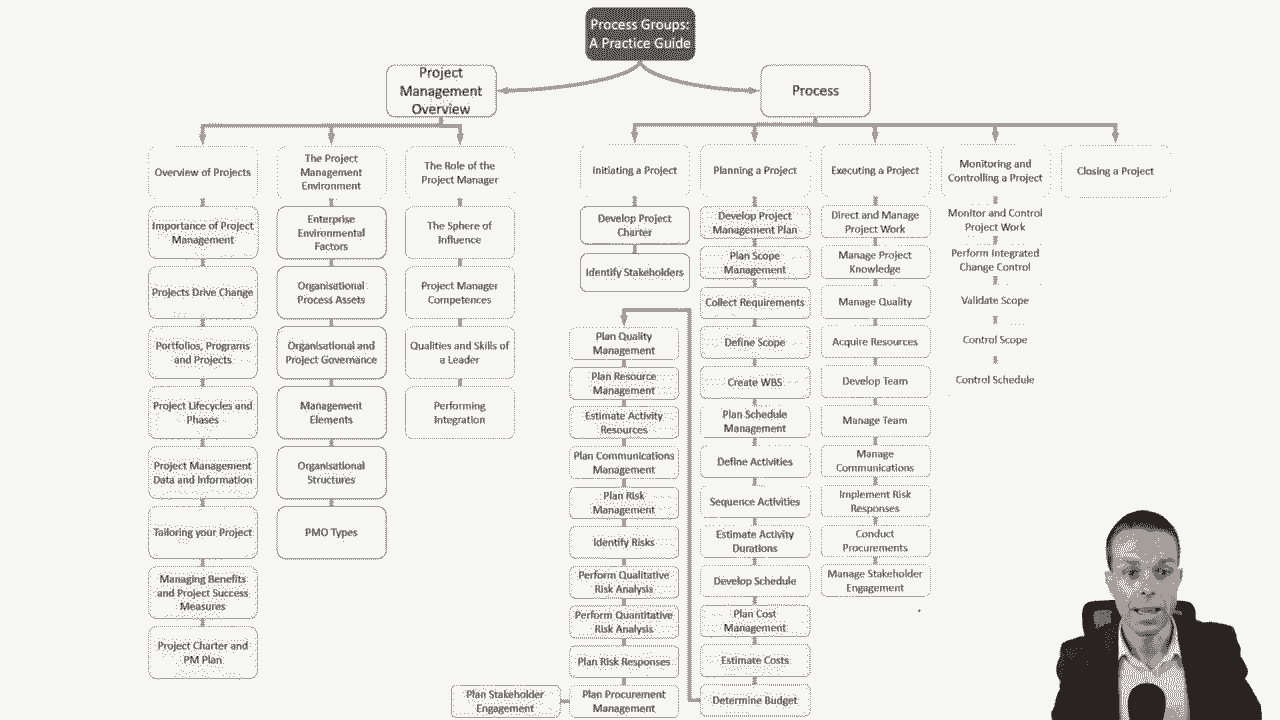 Process Groups:
A Practice Guide
Project
Management
Overview
Process
Overview of Projects
Importance of Project
Management
Projects Drive Change
Portfolios, Programs
and Projects
Project Lifecycles and
Phases
Project Management
Data and Information
Tailoring your Project
Managing Benefits
and Project Success
Measures
Project Charter and
PM Plan
The Project
Management
Environment
Enterprise
Environmental
Factors
Organisational
Process Assets
Organisational and
Project Governance
Management
Elements
Organisational
Structures
PMO Types
The Role of the
Project Manager
The Sphere of
Influence
Project Manager
Competences
Qualities and Skills of
a Leader
Performing
Integration
Initiating a Project
Develop Project
Charter
Identify Stakeholders
Planning a Project
Develop Project
Management Plan
Plan Scope
Management
Collect Requirements
Define Scope
Create WBS
Plan Schedule
Management
Define Activities
Sequence Activities
Estimate Activity
Durations
Develop Schedule
Plan Cost
Management
Estimate Costs
Determine Budget
Plan Quality
Management
Plan Resource
Management
Estimate Activity
Resources
Plan Communications
Management
Plan Risk
Management
Identify Risks
Perform Qualitative
Risk Analysis
Perform Quantitative
Risk Analysis
Plan Risk Responses
Plan Procurement
Management
Plan Stakeholder
Engagement
Executing a Project
Direct and Manage
Project Work
Manage Project
Knowledge
Manage Quality
Acquire Resources
Develop Team
Manage Team
Manage
Communications
Implement Risk
Responses
Conduct
Procurements
Manage Stakeholder
Engagement
Monitoring and
Controlling a Project
Monitor and Control
Project Work
Perform Integrated
Change Control
Validate Scope
Control Scope
Control Schedule
Closing a Project